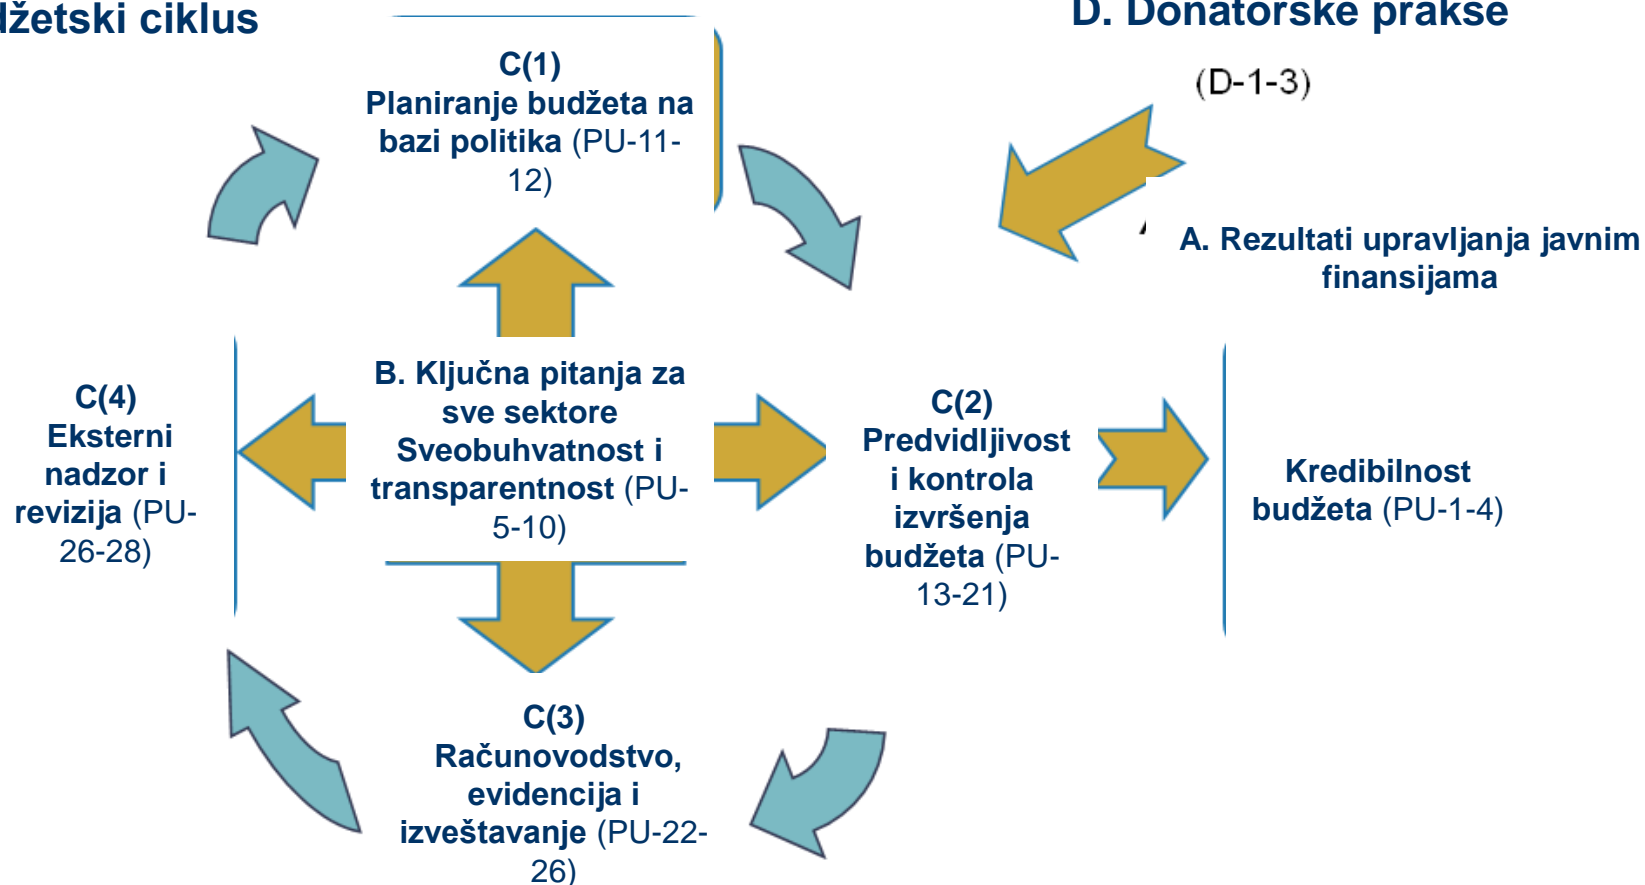 džetski ciklus
D. Donatorske prakse
(D-1-3)
C(1)
Planiranje budžeta na
bazi politika (PU-11-
12)
A. Rezultati upravljanja javnim
finansijama
B. Ključna pitanja za
sve sektore
Sveobuhvatnost i
transparentnost (PU-
5-10)
C(4)
Eksterni
nadzor i
revizija (PU-
26-28)
C(2)
Predvidljivost
i kontrola
izvršenja
budžeta (PU-
13-21)
Kredibilnost
budžeta (PU-1-4)
C(3)
Računovodstvo,
evidencija i
izveštavanje (PU-22-
26)